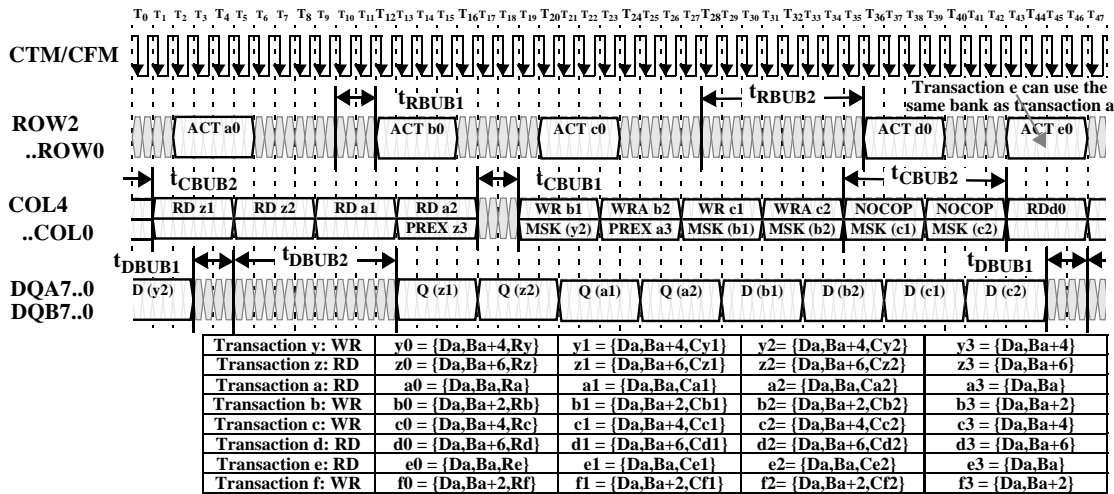 T0 T1 T2 T3 T4 T5 T6 T7 T8 T9 T10 T11 T12 T13 T14 T15 T16 T17 T18 T19 T20 T21 T22 T23 T24 T25 T26 T27 T28 T29 T30 T31 T32 T33 T34 T35 T36 T37 T38 T39 T40 T41 T42 T43 T44 T45 T46 T47
CTM/CFM
Transaction e can use the
same bank as transaction a
tRBUB1 tRBUB2
ROW2
..ROW0
ACT a0 ACT b0 ACT c0 ACT d0 ACT e0
tCBUB2 tCBUB1 tCBUB2
COL4
..COL0
RD z1 RD z2 RD a1 RD a2 WR b1 WRA b2 WR c1 WRA c2 NOCOP NOCOP RDd0
PREX z3 MSK (y2) PREX a3 MSK (b1) MSK (b2) MSK (c1) MSK (c2)
tDBUB1 tDBUB2 tDBUB1
DQA7..0
DQB7..0
D (y2) Q (z1) Q (z2) Q (a1) Q (a2) D (b1) D (b2) D (c1) D (c2)
Transaction y: WR y0 = {Da,Ba+4,Ry} y1 = {Da,Ba+4,Cy1} y2= {Da,Ba+4,Cy2} y3 = {Da,Ba+4}
Transaction z: RD z0 = {Da,Ba+6,Rz} z1 = {Da,Ba+6,Cz1} z2= {Da,Ba+6,Cz2} z3 = {Da,Ba+6}
Transaction a: RD a0 = {Da,Ba,Ra} a1 = {Da,Ba,Ca1} a2= {Da,Ba,Ca2} a3 = {Da,Ba}
Transaction b: WR b0 = {Da,Ba+2,Rb} b1 = {Da,Ba+2,Cb1} b2= {Da,Ba+2,Cb2} b3 = {Da,Ba+2}
Transaction c: WR c0 = {Da,Ba+4,Rc} c1 = {Da,Ba+4,Cc1} c2= {Da,Ba+4,Cc2} c3 = {Da,Ba+4}
Transaction d: RD d0 = {Da,Ba+6,Rd} d1 = {Da,Ba+6,Cd1} d2= {Da,Ba+6,Cd2} d3 = {Da,Ba+6}
Transaction e: RD e0 = {Da,Ba,Re} e1 = {Da,Ba,Ce1} e2= {Da,Ba,Ce2} e3 = {Da,Ba}
Transaction f: WR f0 = {Da,Ba+2,Rf} f1 = {Da,Ba+2,Cf1} f2= {Da,Ba+2,Cf2} f3 = {Da,Ba+2}